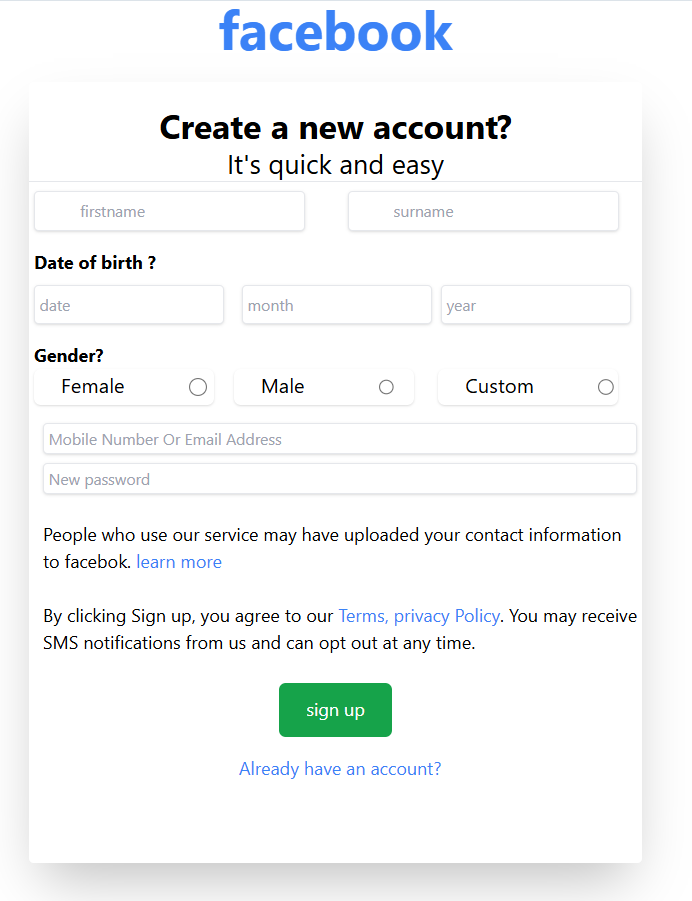 facebook
Create a new account?
It's quick and easy
firstname surname
Date of birth ?
date month year
Gender?
Female Male Custom
Mobile Number Or Email Address
New password
People who use our service may have uploaded your contact information
to facebok. learn more
By clicking Sign up, you agree to our Terms, privacy Policy. You may receive
SMS notifications from us and can opt out at any time.
sign up
Already have an account?